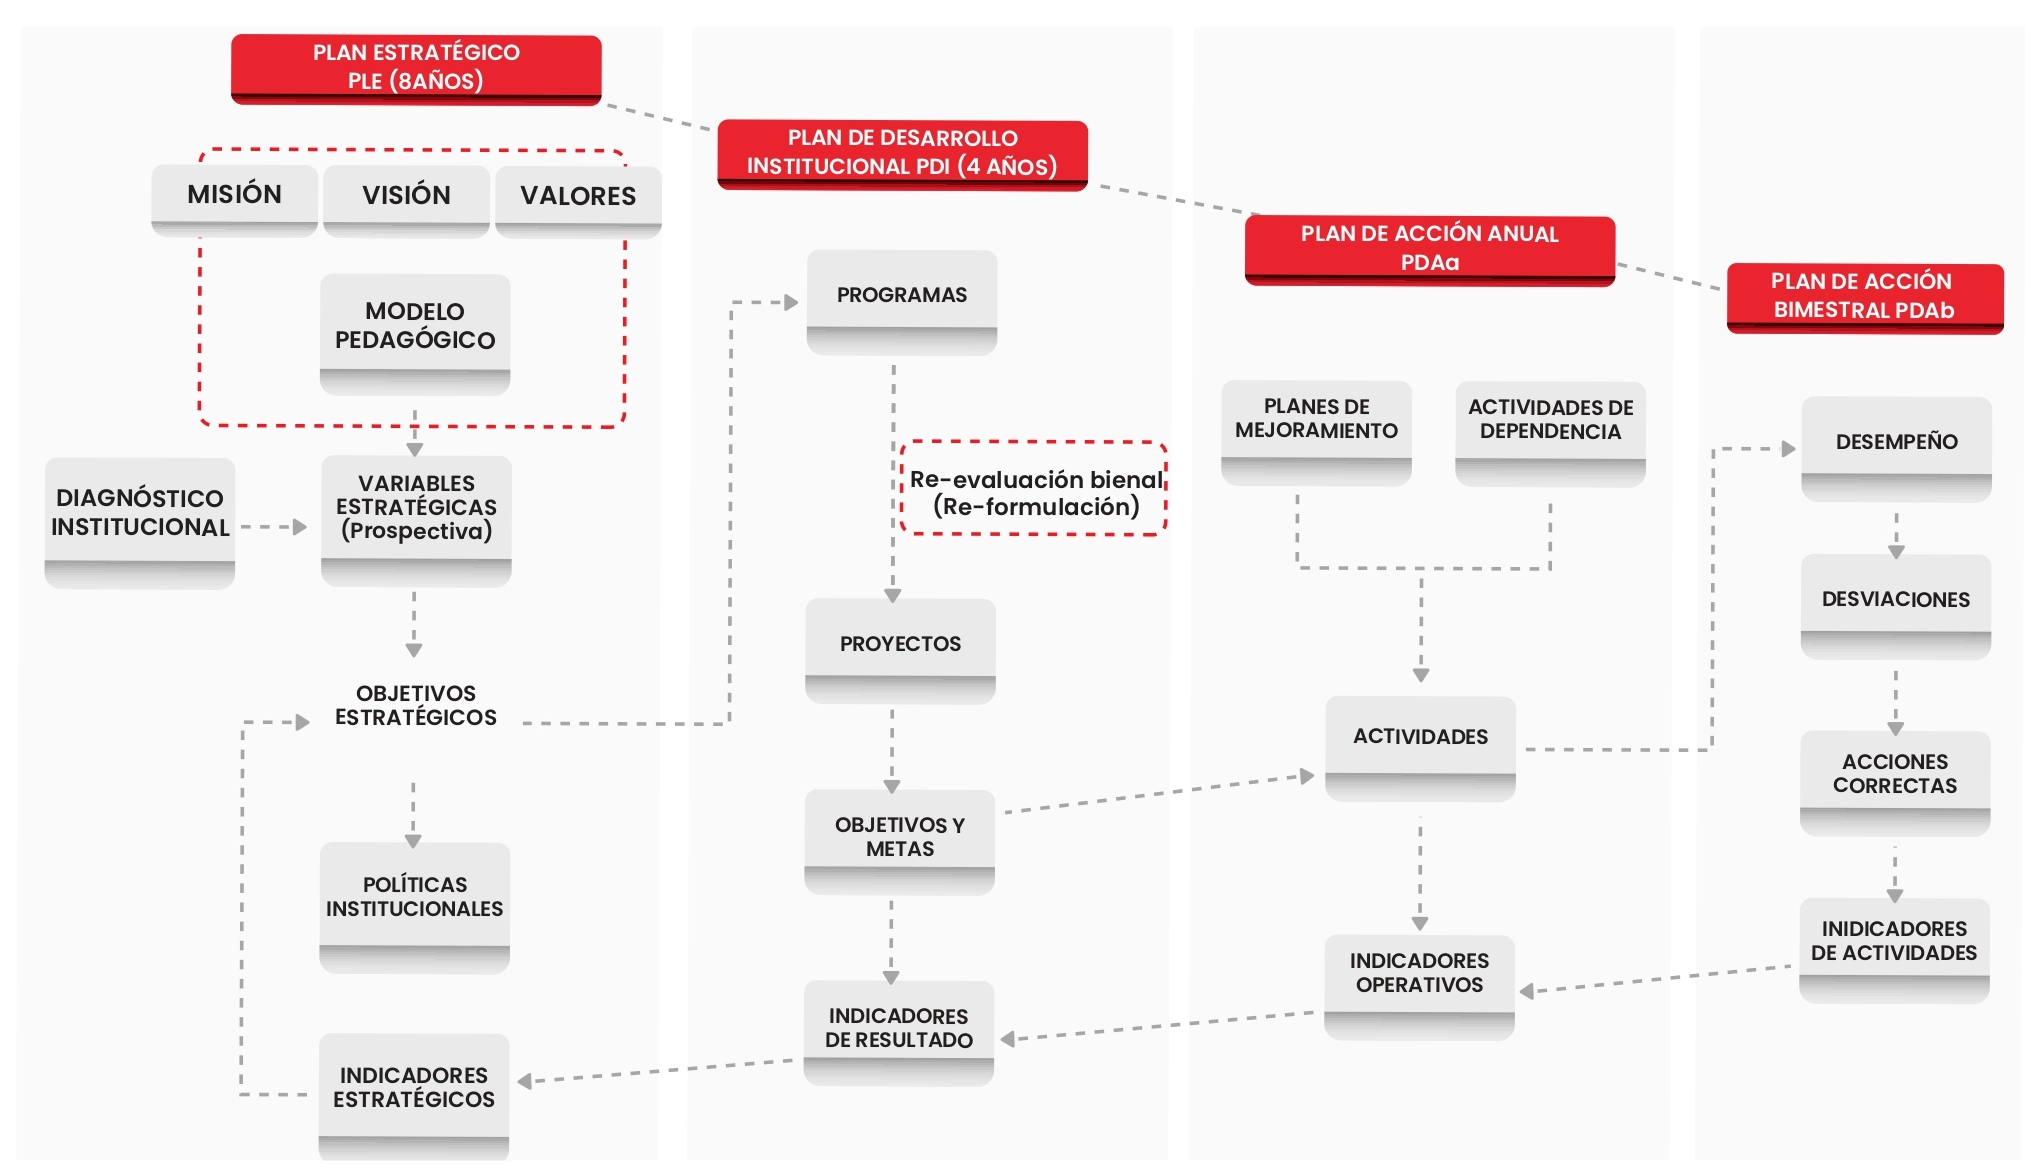 PLAN ESTRATÉGICO
PLE (8AÑOS)
MISIÓN
VISIÓN
VALORES
MODELO
PEDAGÓGICO
DIAGNÓSTICO
INSTITUCIONAL
VARIABLES
ESTRATÉGICAS
(Prospectiva)
OBJETIVOS
ESTRATÉGICOS
POLÍTICAS
INSTITUCIONALES
INDICADORES
ESTRATÉGICOS
PLAN DE DESARROLLO
INSTITUCIONAL PDI (4 AÑOS)
PROGRAMAS
Re-evaluación bienal
(Re-formulación)
PROYECTOS
OBJETIVOS Y
METAS
INDICADORES
DE RESULTADO
PLAN DE ACCIÓN ANUAL
PDAa
PLANES DE
MEJORAMIENTO
ACTIVIDADES DE
DEPENDENCIA
ACTIVIDADES
INDICADORES
OPERATIVOS
PLAN DE ACCIÓN
BIMESTRAL PDAb
DESEMPEÑO
DESVIACIONES
ACCIONES
CORRECTAS
INIDICADORES
DE ACTIVIDADES